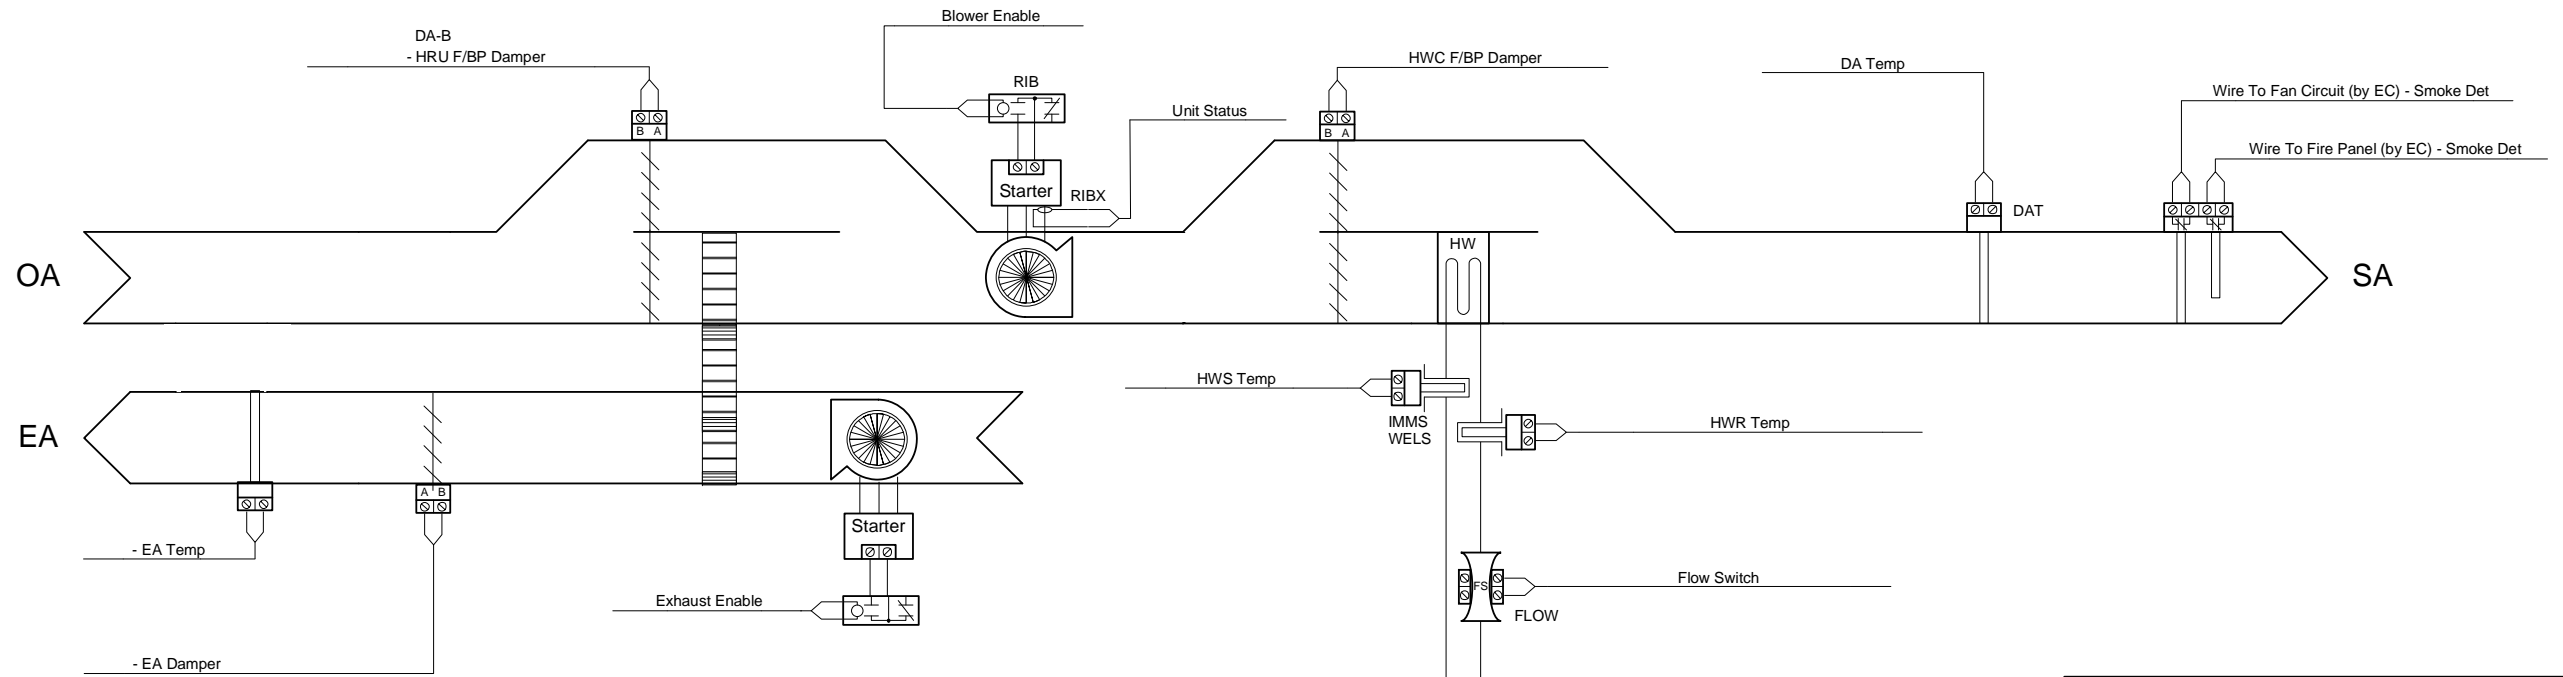 Blower Enable
DA-B
- HRU F/BP Damper
HWC F/BP Damper
DA Temp
RIB
Wire To Fan Circuit (by EC) - Smoke Det
Unit Status
B A
B A
Wire To Fire Panel (by EC) - Smoke Det
Starter
RIBX
DAT
HW
OA
SA
HWS Temp
IMMS
WELS
HWR Temp
EA
A B
Starter
- EA Temp
Flow Switch
FS
Exhaust Enable
FLOW
- EA Damper